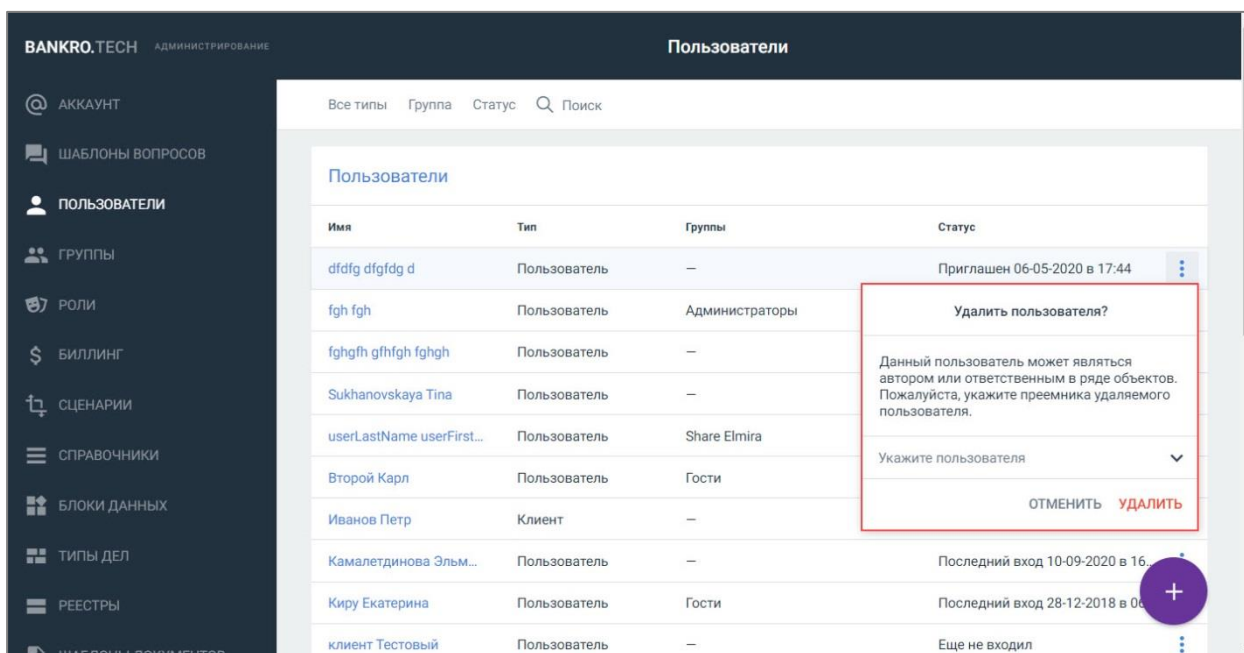 BANKRO.TECH АДМИНИСТРИРОВАНИЕ
Пользователи
АККАУНТ
ШАБЛОНЫ ВОПРОСОВ
ПОЛЬЗОВАТЕЛИ
ГРУППЫ
РОЛИ
БИЛЛИНГ
СЦЕНАРИИ
СПРАВОЧНИКИ
БЛОКИ ДАННЫХ
ТИПЫ ДЕЛ
РЕЕСТРЫ
ШАБЛОНЫ ДОКУМЕНТОВ
Все типы Группа Статус Поиск
Пользователи
Имя Тип Группы Статус
dfdfg dfgfdg d Пользователь — Приглашен 06-05-2020 в 17:44
fgh fgh Пользователь Администраторы
fghgfh gfhfgh fghgh Пользователь —
Sukhanovskaya Tina Пользователь —
userLastName userFirst... Пользователь Share Elmira
Второй Карл Пользователь Гости
Иванов Петр Клиент —
Камалетдинова Эльм... Пользователь — Последний вход 10-09-2020 в 16...
Киру Екатерина Пользователь Гости Последний вход 28-12-2018 в 06
клиент Тестовый Пользователь — Еще не входил
Удалить пользователя?
Данный пользователь может являться
автором или ответственным в ряде объектов.
Пожалуйста, укажите преемника удаляемого
пользователя.
Укажите пользователя
ОТМЕНИТЬ УДАЛИТЬ